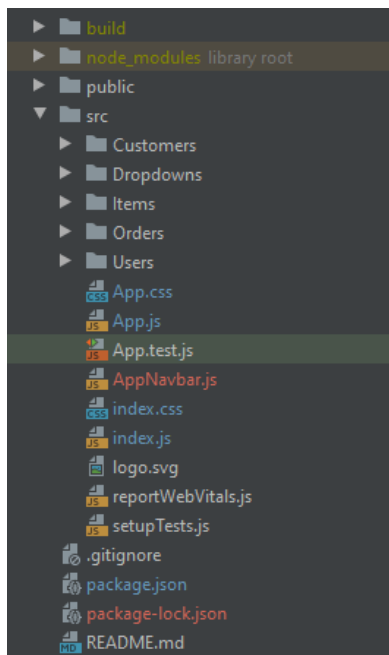 build
node_modules library root
public
src
Customers
Dropdowns
Items
Orders
Users
App.css
App.js
App.test.js
AppNavbar.js
index.css
index.js
logo.svg
reportWebVitals.js
setupTests.js
.gitignore
package.json
package-lock.json
README.md